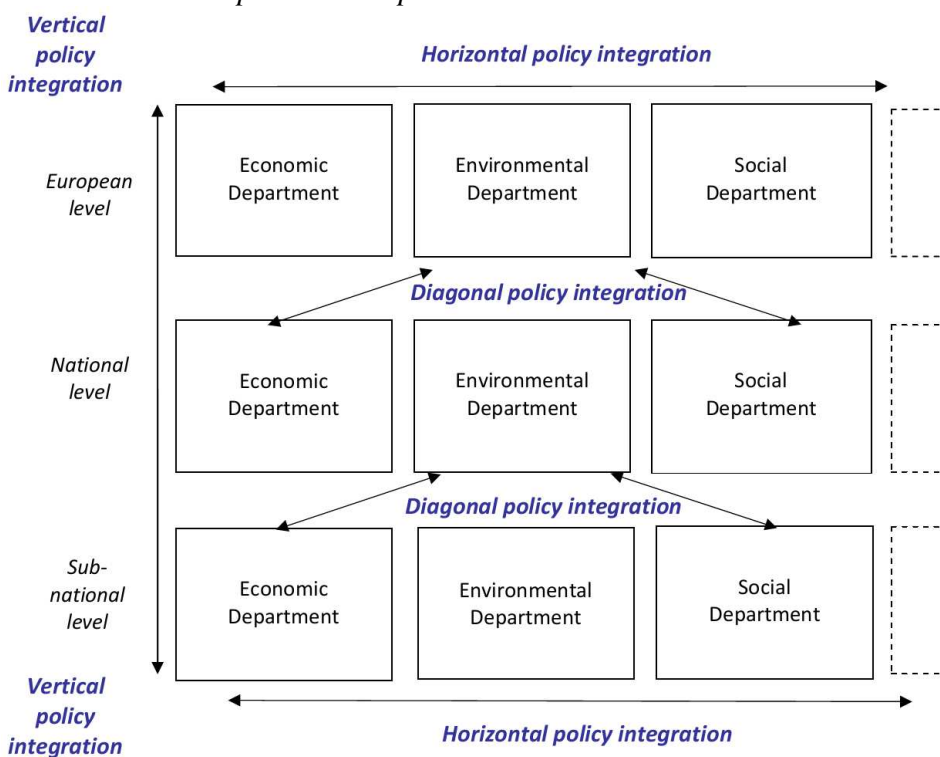 Vertical
policy
integration
Horizontal policy integration
European
level
Economic
Department
Environmental
Department
Social
Department
Diagonal policy integration
National
level
Economic
Department
Environmental
Department
Social
Department
Diagonal policy integration
Sub-
national
level
Economic
Department
Environmental
Department
Social
Department
Vertical
policy
integration
Horizontal policy integration